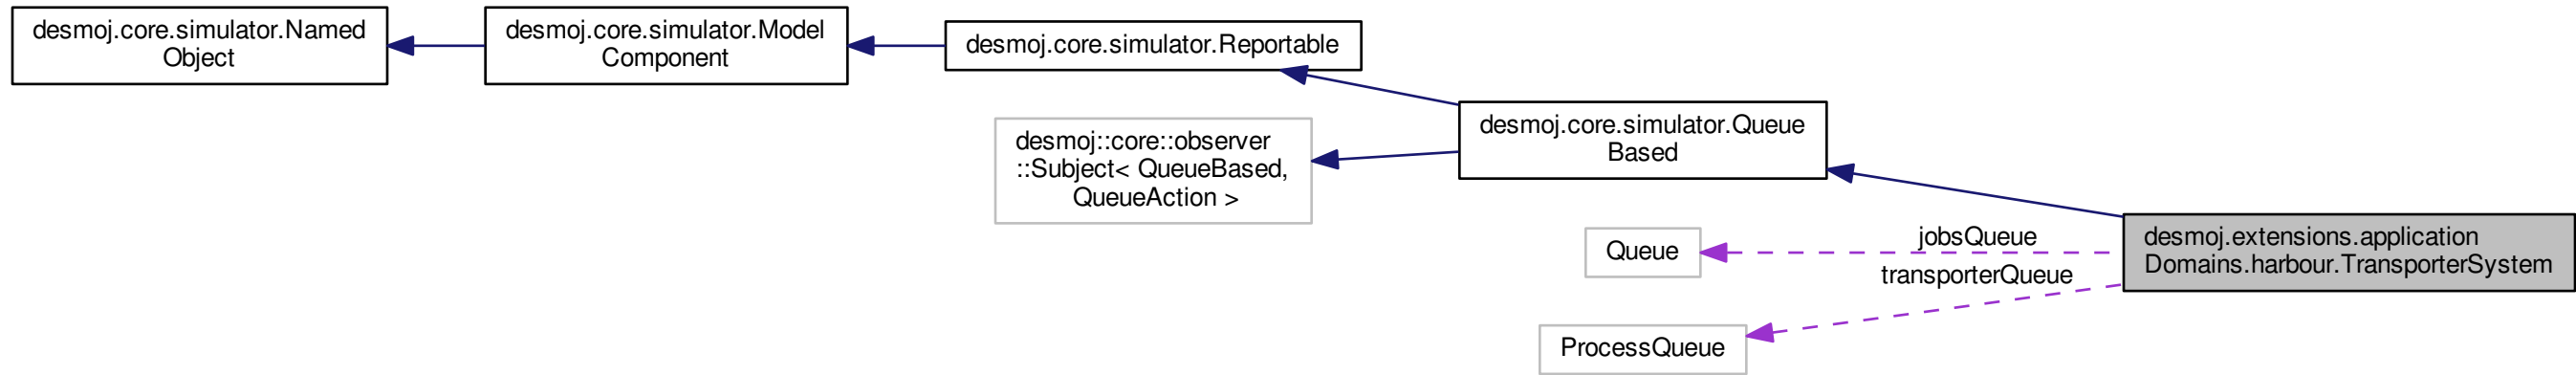 desmoj.core.simulator.Named
Object
desmoj.core.simulator.Model
Component
desmoj.core.simulator.Reportable
desmoj::core::observer
::Subject< QueueBased,
QueueAction >
desmoj.core.simulator.Queue
Based
Queue
ProcessQueue
jobsQueue
transporterQueue
desmoj.extensions.application
Domains.harbour.TransporterSystem